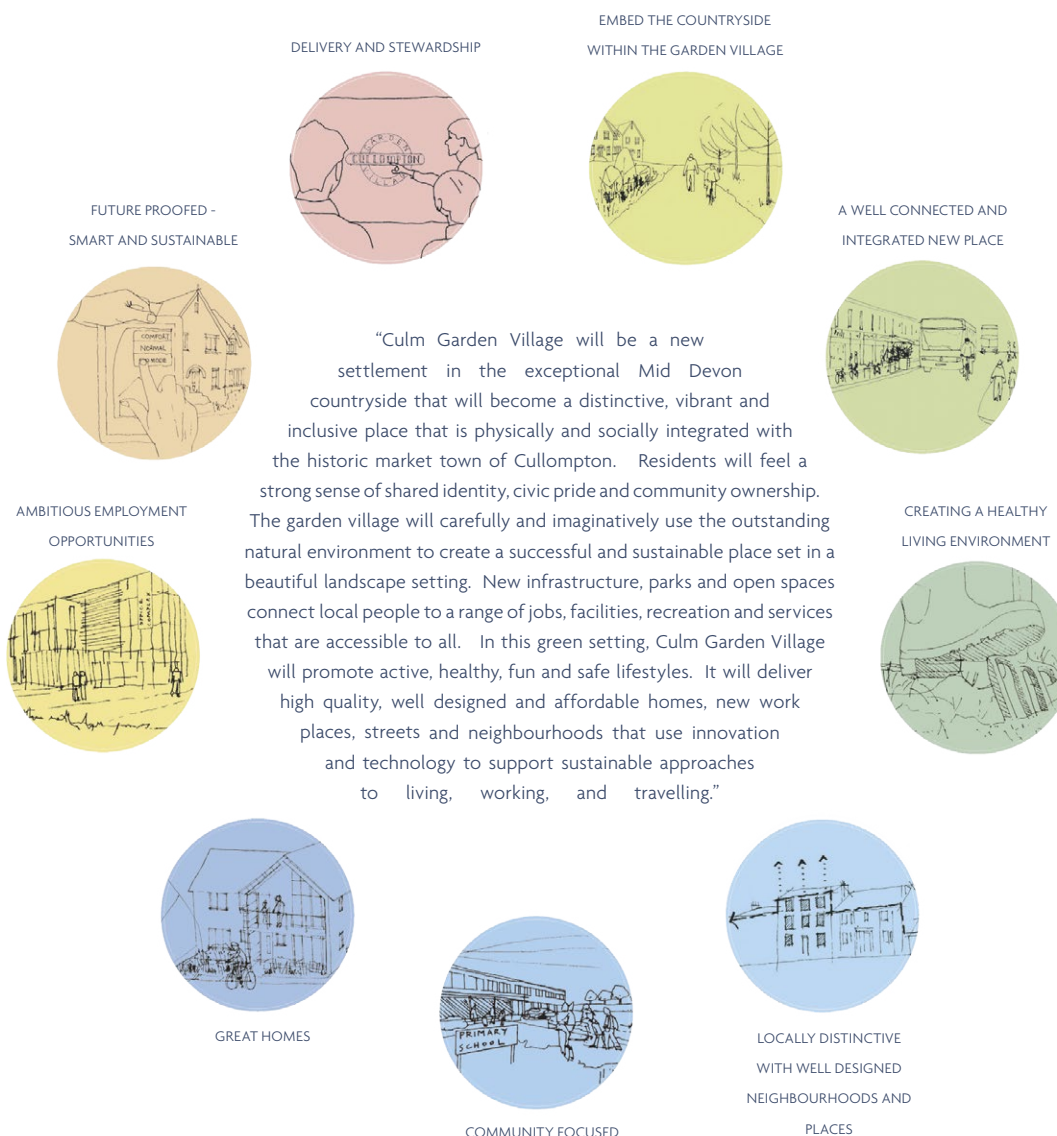 EMBED THE COUNTRYSIDE
WITHIN THE GARDEN VILLAGE
DELIVERY AND STEWARDSHIP
GARDEN
CULLOMPTON
VILLAGE
FUTURE PROOFED -
SMART AND SUSTAINABLE
A WELL CONNECTED AND
INTEGRATED NEW PLACE
COMFORT
NORMAL
“Culm Garden Village will be a new
settlement in the exceptional Mid Devon
countryside that will become a distinctive, vibrant and
inclusive place that is physically and socially integrated with
the historic market town of Cullompton. Residents will feel a
strong sense of shared identity, civic pride and community ownership.
The garden village will carefully and imaginatively use the outstanding
natural environment to create a successful and sustainable place set in a
beautiful landscape setting. New infrastructure, parks and open spaces
connect local people to a range of jobs, facilities, recreation and services
that are accessible to all. In this green setting, Culm Garden Village
will promote active, healthy, fun and safe lifestyles. It will deliver
high quality, well designed and affordable homes, new work
places, streets and neighbourhoods that use innovation
and technology to support sustainable approaches
to living, working, and travelling.”
AMBITIOUS EMPLOYMENT
OPPORTUNITIES
OFFICE
COMPLEX
CREATING A HEALTHY
LIVING ENVIRONMENT
GREAT HOMES
PRIMARY
SCHOOL
COMMUNITY FOCUSED
LOCALLY DISTINCTIVE
WITH WELL DESIGNED
NEIGHBOURHOODS AND
PLACES